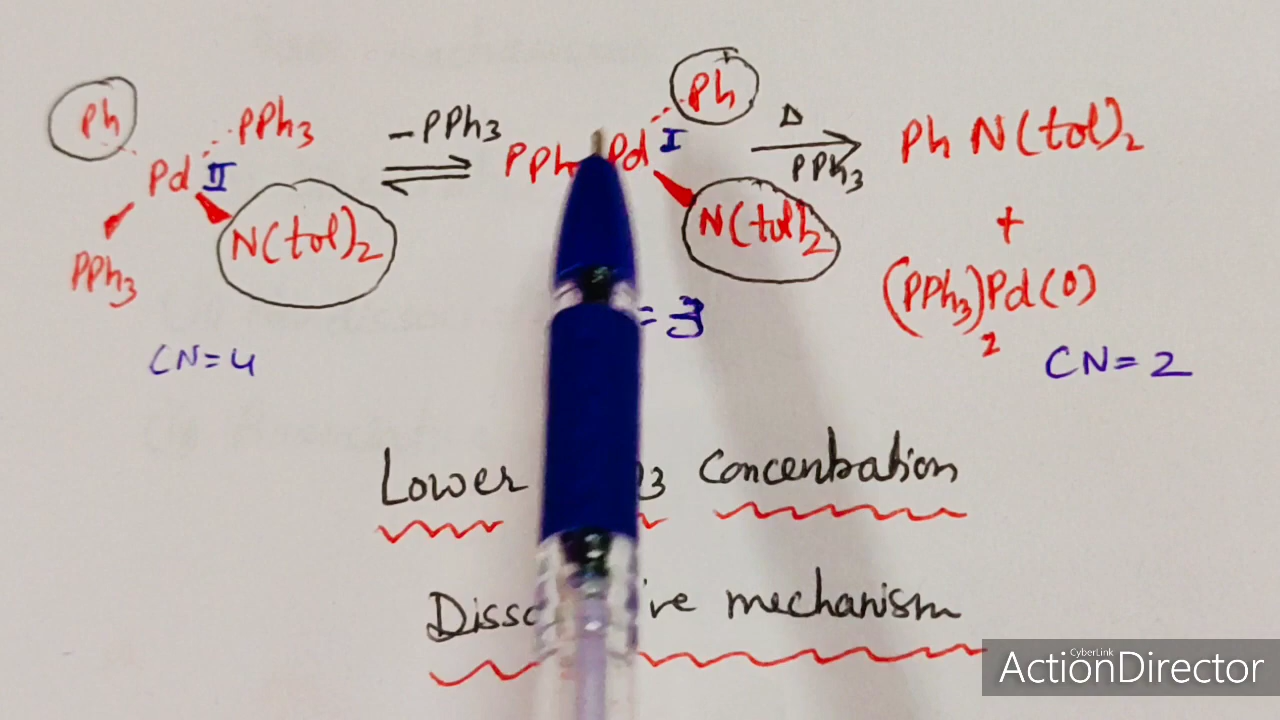 Ph PPh3 -PPh3 Ph Δ Ph N(tol)2
Pd II Pd I PPh3
PPh3 N(tol)2 N(tol)2 +
(PPh3)2Pd(0)
CN=4 =3 CN=2
Lower Concentration
mechanism
CyberLink
ActionDirector